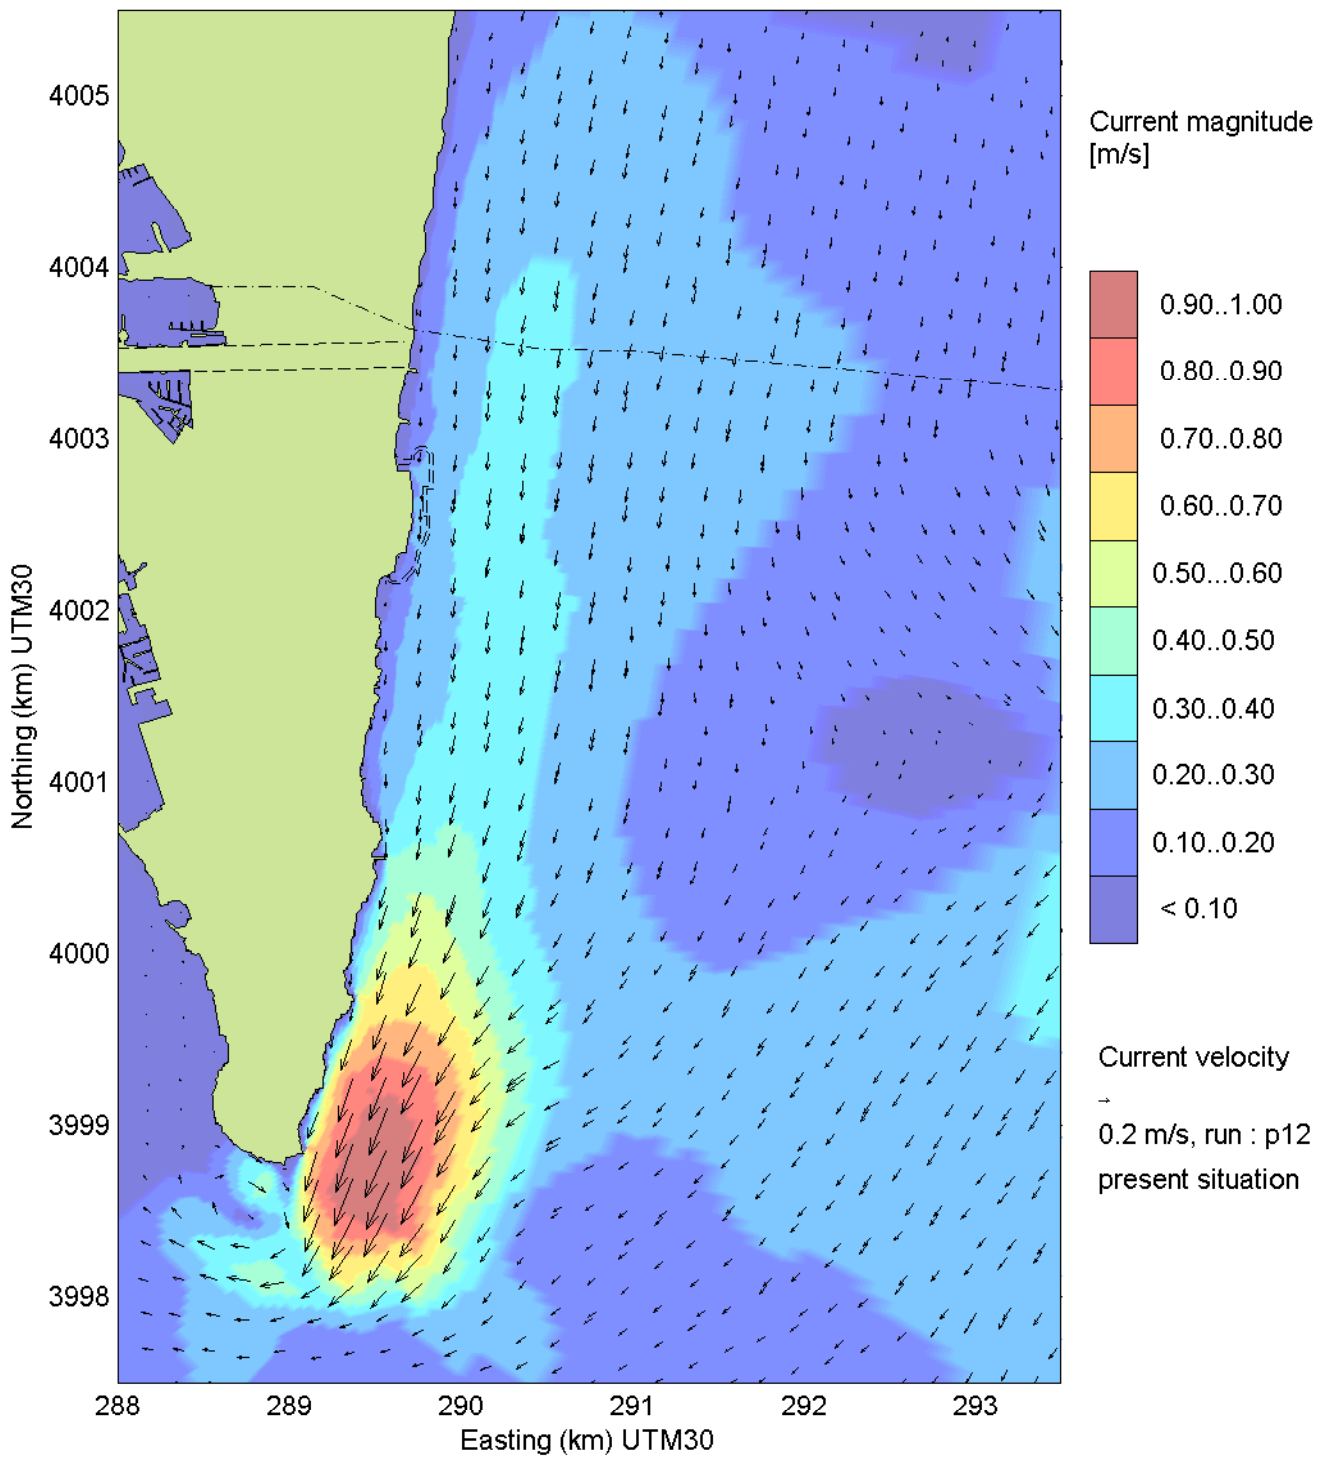 4005
4004
4003
4002
4001
4000
3999
3998
Northing (km) UTM30
288 289 290 291 292 293
Easting (km) UTM30
Current magnitude
[m/s]
0.90..1.00
0.80..0.90
0.70..0.80
0.60..0.70
0.50...0.60
0.40..0.50
0.30..0.40
0.20..0.30
0.10..0.20
< 0.10
Current velocity
0.2 m/s, run : p12
present situation